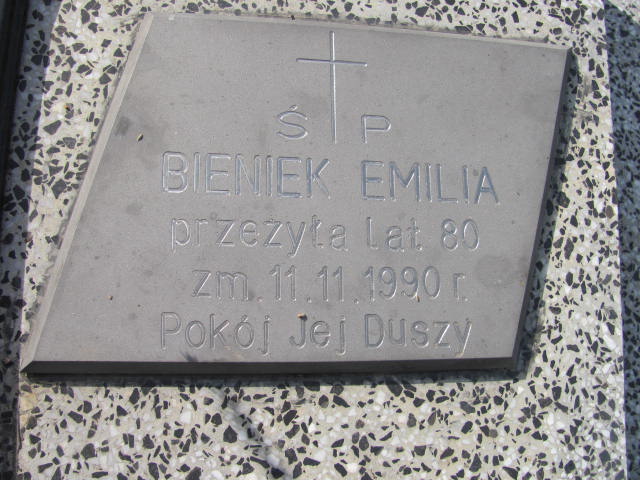 Ś P
BIENIEK EMILIA
przeżyła lat 80
zm. 11.11.1990 r.
Pokój Jej Duszy